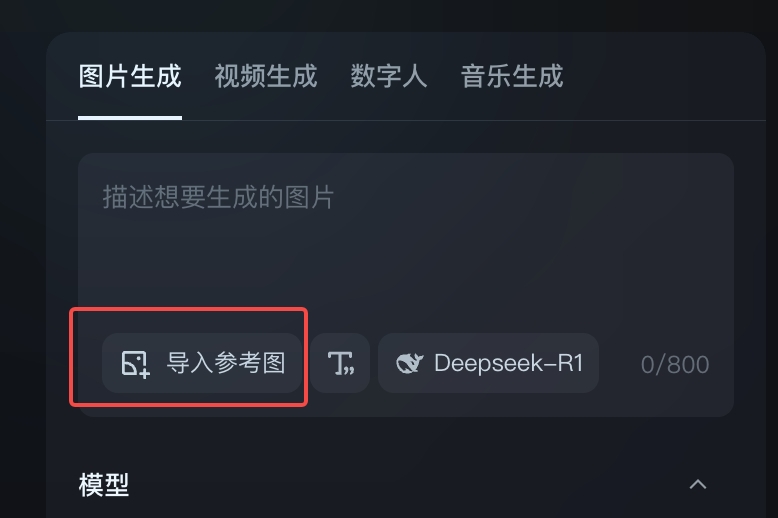 图片生成 视频生成 数字人 音乐生成
描述想要生成的图片
导入参考图 T,, Deepseek-R1 0/800
模型